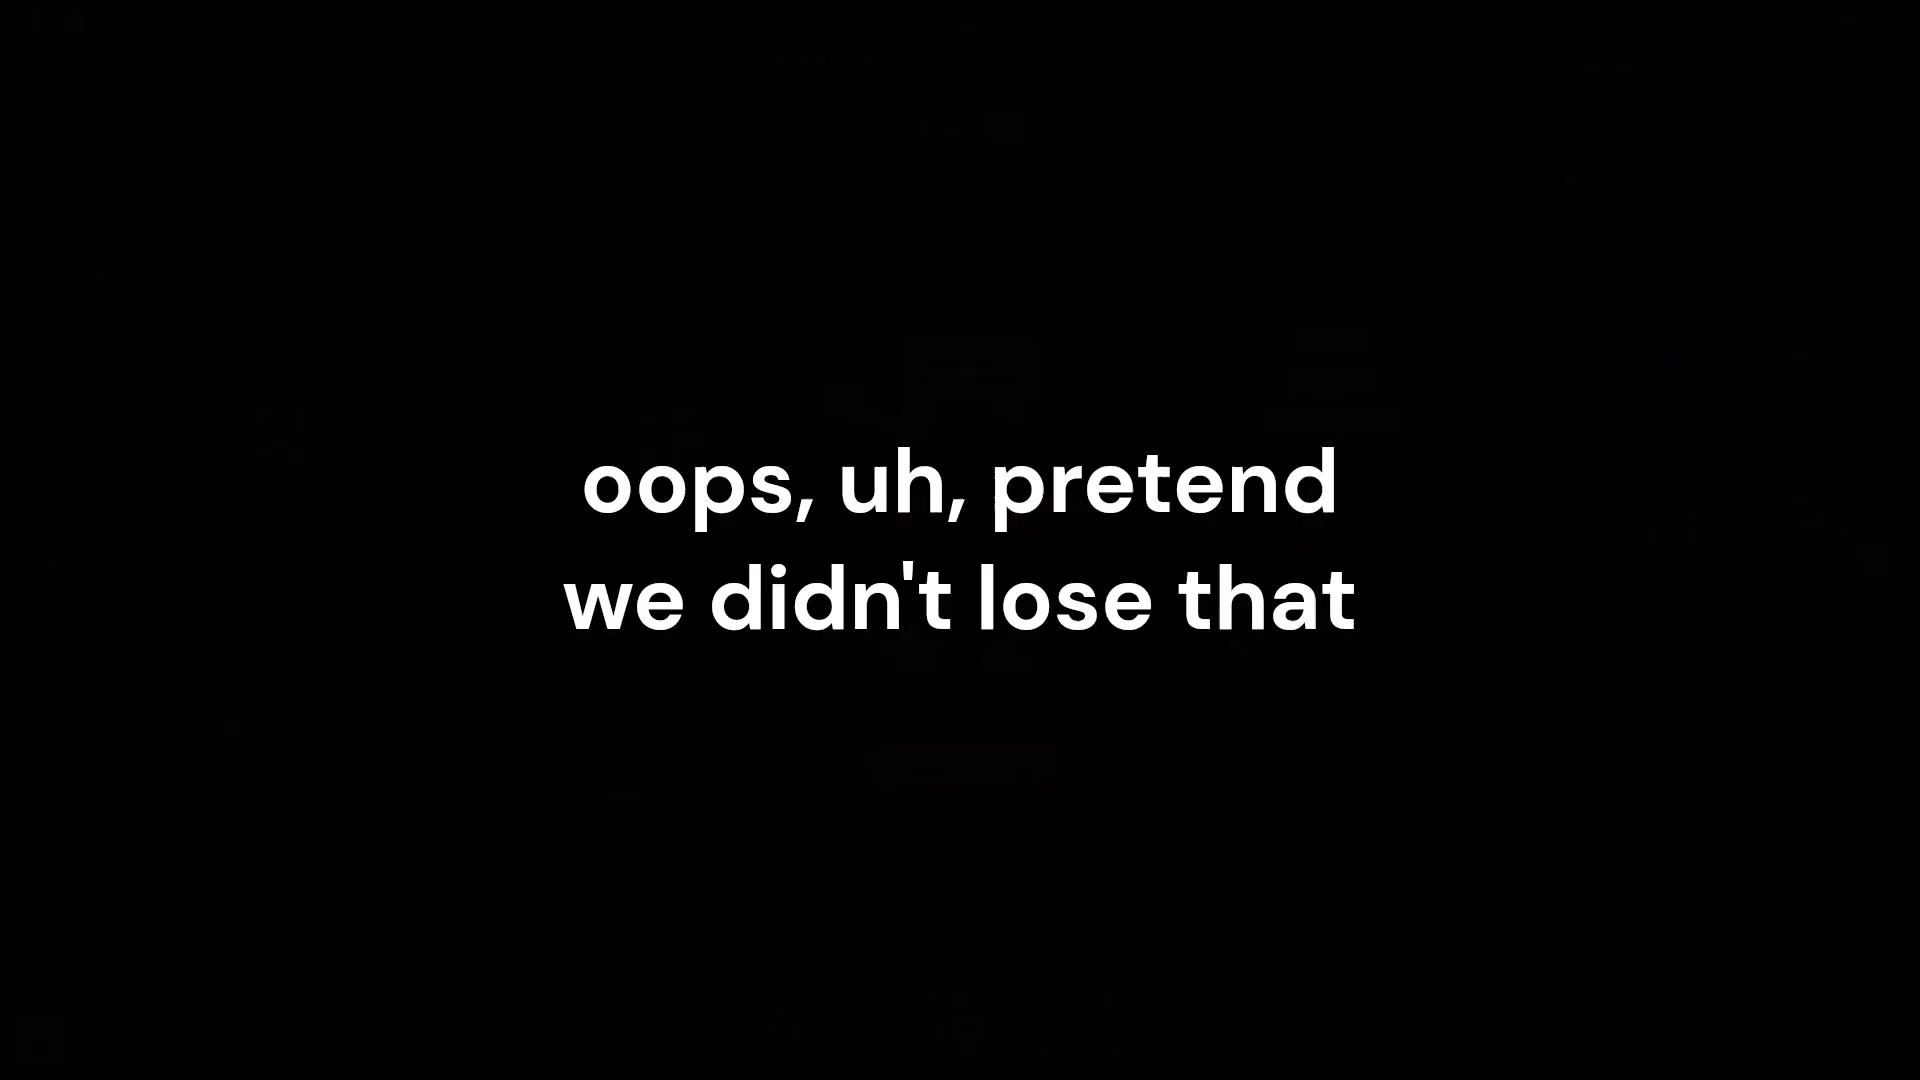 oops, uh, pretend
we didn't lose that